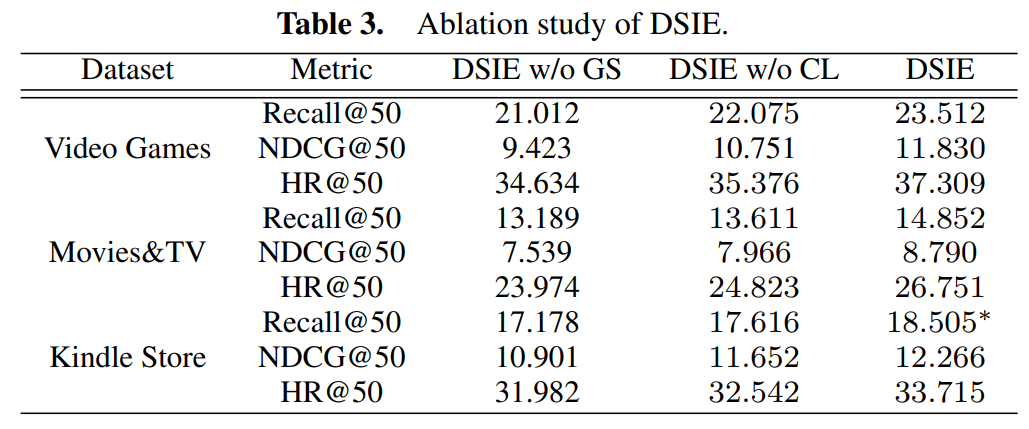 Table 3. Ablation study of DSIE.
Dataset Metric DSIE w/o GS DSIE w/o CL DSIE
Recall@50 21.012 22.075 23.512
Video Games NDCG@50 9.423 10.751 11.830
HR@50 34.634 35.376 37.309
Recall@50 13.189 13.611 14.852
Movies&TV NDCG@50 7.539 7.966 8.790
HR@50 23.974 24.823 26.751
Recall@50 17.178 17.616 18.505*
Kindle Store NDCG@50 10.901 11.652 12.266
HR@50 31.982 32.542 33.715